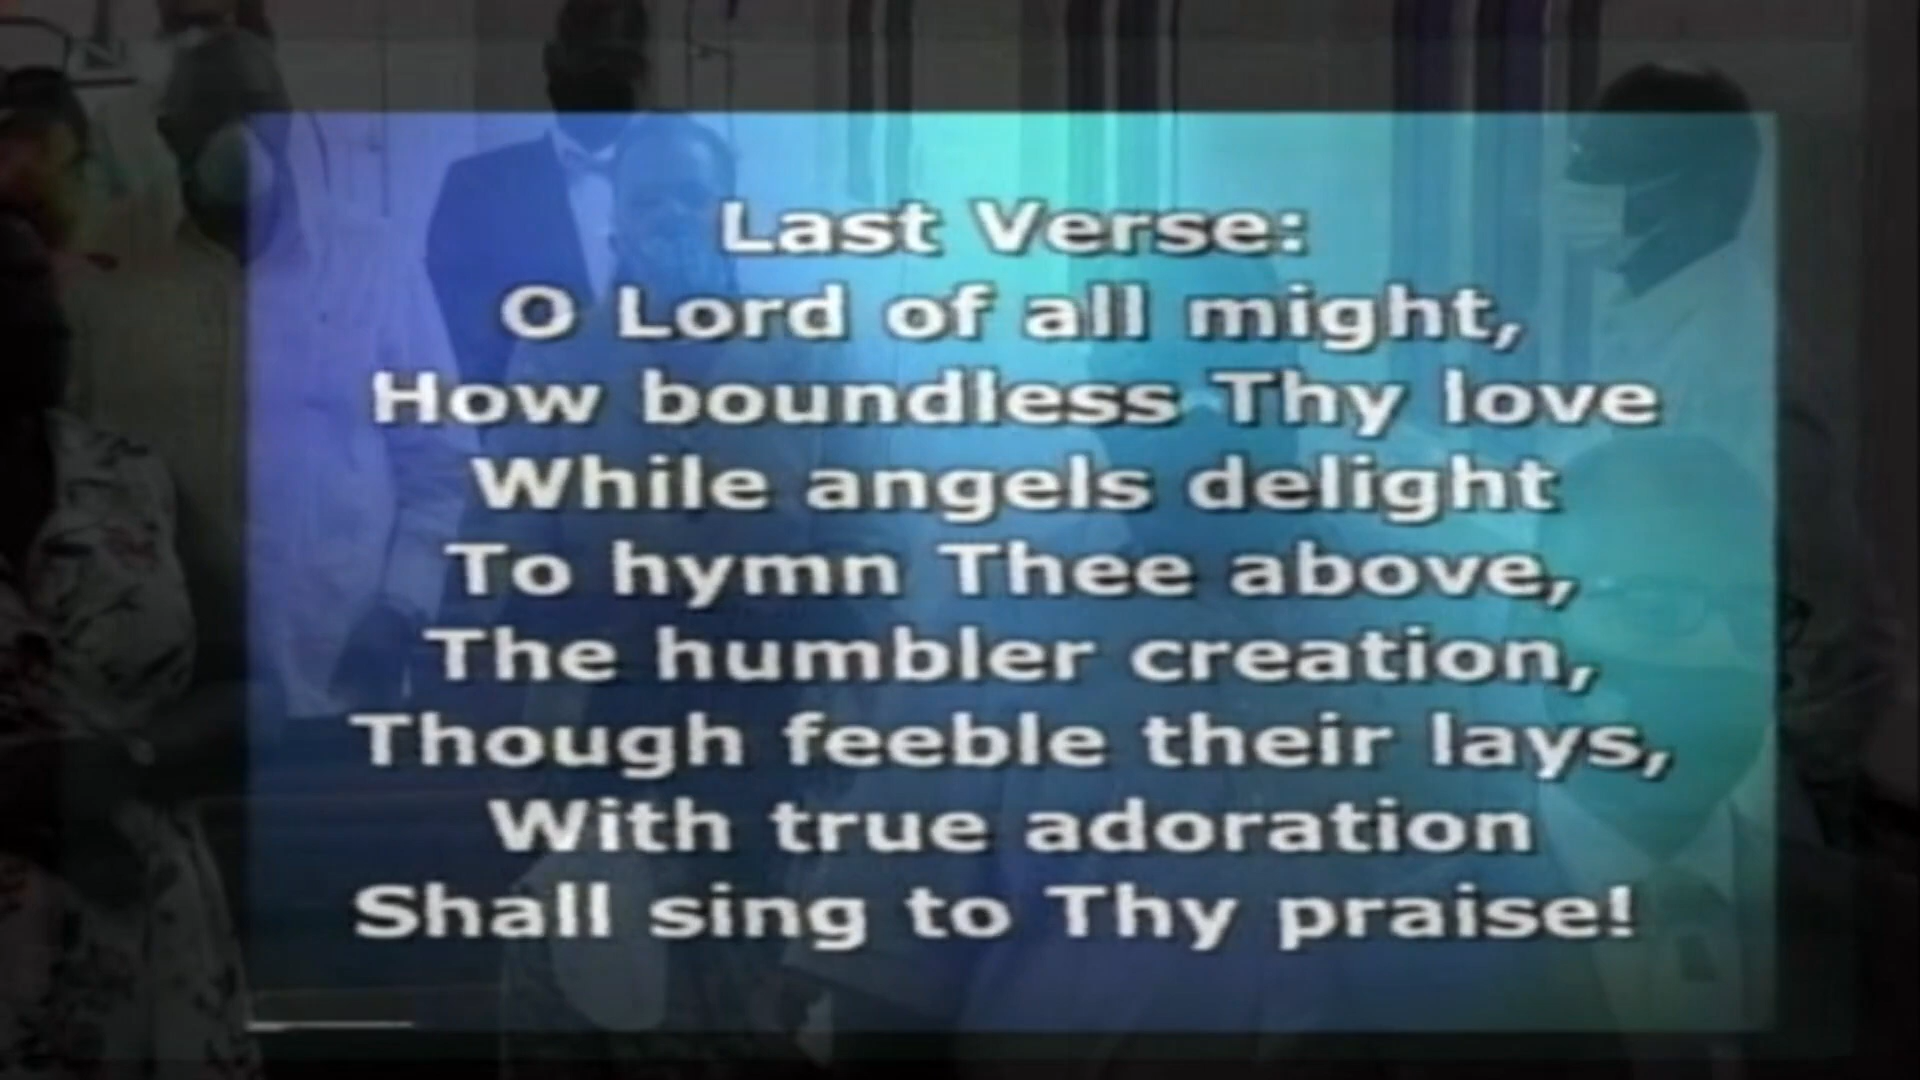 Last Verse:
O Lord of all might,
How boundless Thy love
While angels delight
To hymn Thee above,
The humbler creation,
Though feeble their lays,
With true adoration
Shall sing to Thy praise!